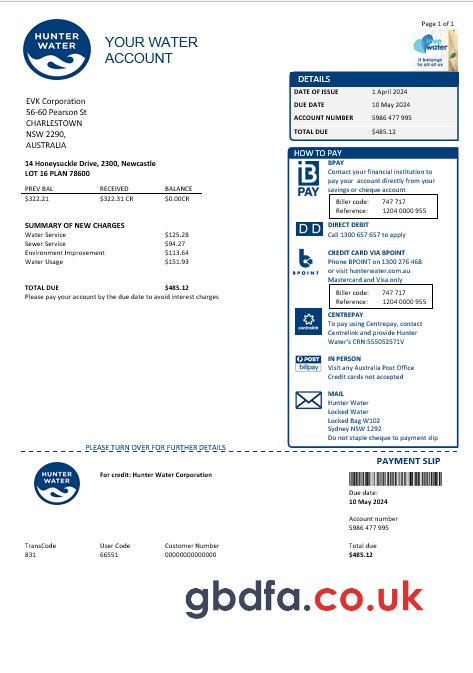 Page 1 of 1
HUNTER
WATER
YOUR WATER
ACCOUNT
love
water
it belongs
to all of us
DETAILS
DATE OF ISSUE 1 April 2024
DUE DATE 10 May 2024
ACCOUNT NUMBER 5986 477 995
TOTAL DUE $485.12
EVK Corporation
56-60 Pearson St
CHARLESTOWN
NSW 2290,
AUSTRALIA
14 Honeysuckle Drive, 2300, Newcastle
LOT 16 PLAN 78600
PREV BAL RECEIVED BALANCE
$322.21 $322.31 CR $0.00CR
SUMMARY OF NEW CHARGES
Water Service $125.28
Sewer Service $94.27
Environment Improvement $113.64
Water Usage $151.93
TOTAL DUE $485.12
Please pay your account by the due date to avoid interest charges
HOW TO PAY
B
PAY
BPAY
Contact your financial institution to
pay your account directly from your
savings or cheque account
Biller code: 747 717
Reference: 1204 0000 955
D D
DIRECT DEBIT
Call 1300 657 657 to apply
b
BPOINT
CREDIT CARD VIA BPOINT
Phone BPOINT on 1300 276 468
or visit hunterwater.com.au
Mastercard and Visa only
Biller code: 747 717
Reference: 1204 0000 955
centrelink
CENTREPAY
To pay using Centrepay, contact
Centrelink and provide Hunter
Water's CRN:555052571V
POST
billpay
IN PERSON
Visit any Australia Post Office
Credit cards not accepted
MAIL
Hunter Water
Locked Water
Locked Bag W102
Sydney NSW 1292
Do not staple cheque to payment slip
PLEASE TURN OVER FOR FURTHER DETAILS
HUNTER
WATER
For credit: Hunter Water Corporation
PAYMENT SLIP
Due date:
10 May 2024
Account number
5986 477 995
TransCode User Code Customer Number Total due
831 66551 00000000000000 $485.12
gbdfa.co.uk